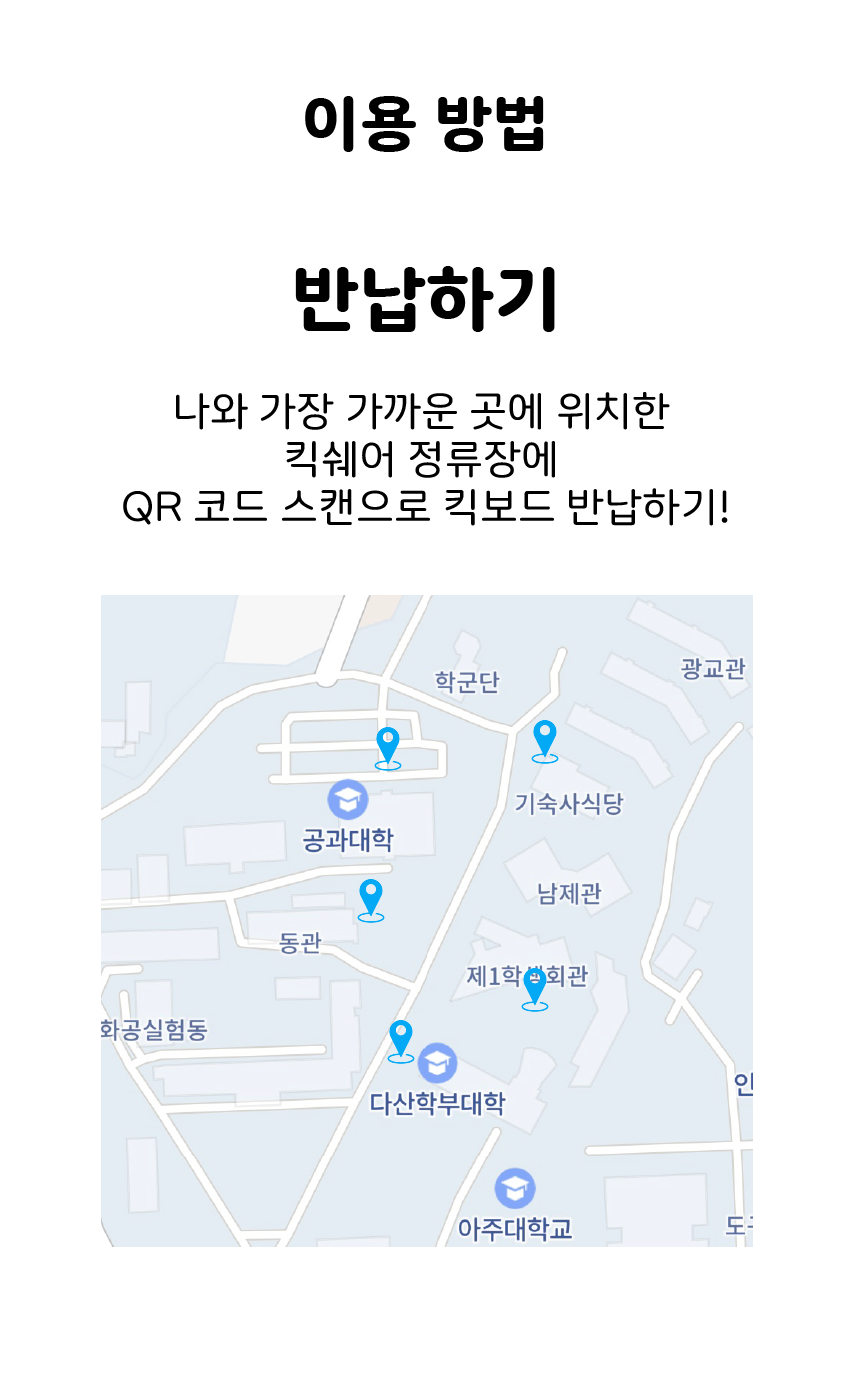 이용 방법
반납하기
나와 가장 가까운 곳에 위치한
킥쉐어 정류장에
QR 코드 스캔으로 킥보드 반납하기!
광교관
학군단
기숙사식당
공과대학
남제관
동관
제1학생회관
화공실험동
다산학부대학
아주대학교